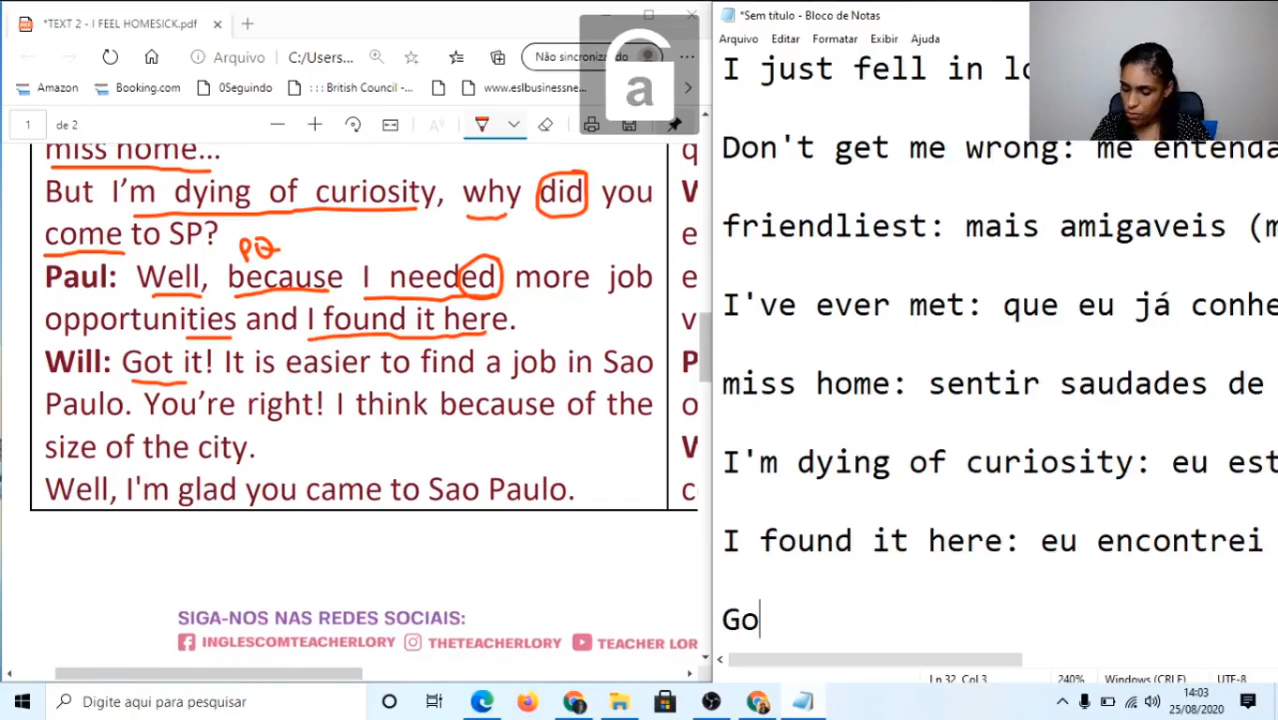 *TEXT 2 - I FEEL HOMESICK.pdf
Arquivo
C:/Users...
Não sincronizando
Amazon
Booking.com
0Seguindo
: : : British Council -...
www.eslbusinessne...
1
de 2
a
miss home...
But I'm dying of curiosity, why did you
come to SP?
PQ
Paul: Well, because I needed more job
opportunities and I found it here.
Will: Got it! It is easier to find a job in Sao
Paulo. You're right! I think because of the
size of the city.
Well, I'm glad you came to Sao Paulo.
SIGA-NOS NAS REDES SOCIAIS:
INGLESCOMTEACHERLORY
THETEACHERLORY
TEACHER LOR
*Sem título - Bloco de Notas
Arquivo
Editar
Formatar
Exibir
Ajuda
I just fell in lo
Don't get me wrong: me entenda
friendliest: mais amigaveis (m
I've ever met: que eu já conhe
miss home: sentir saudades de
I'm dying of curiosity: eu est
I found it here: eu encontrei
Go
Ln 32, Col 3
240%
Windows (CRLF)
UTF-8
Digite aqui para pesquisar
14:03
25/08/2020